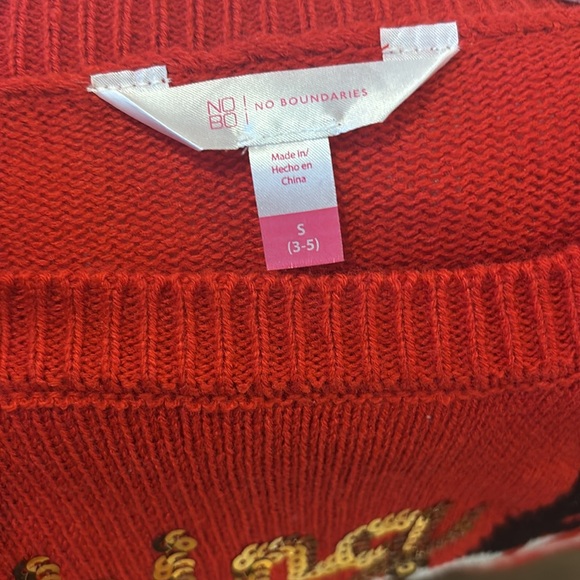 NO
BO
NO BOUNDARIES
Made in/
Hecho en
China
S
(3-5)